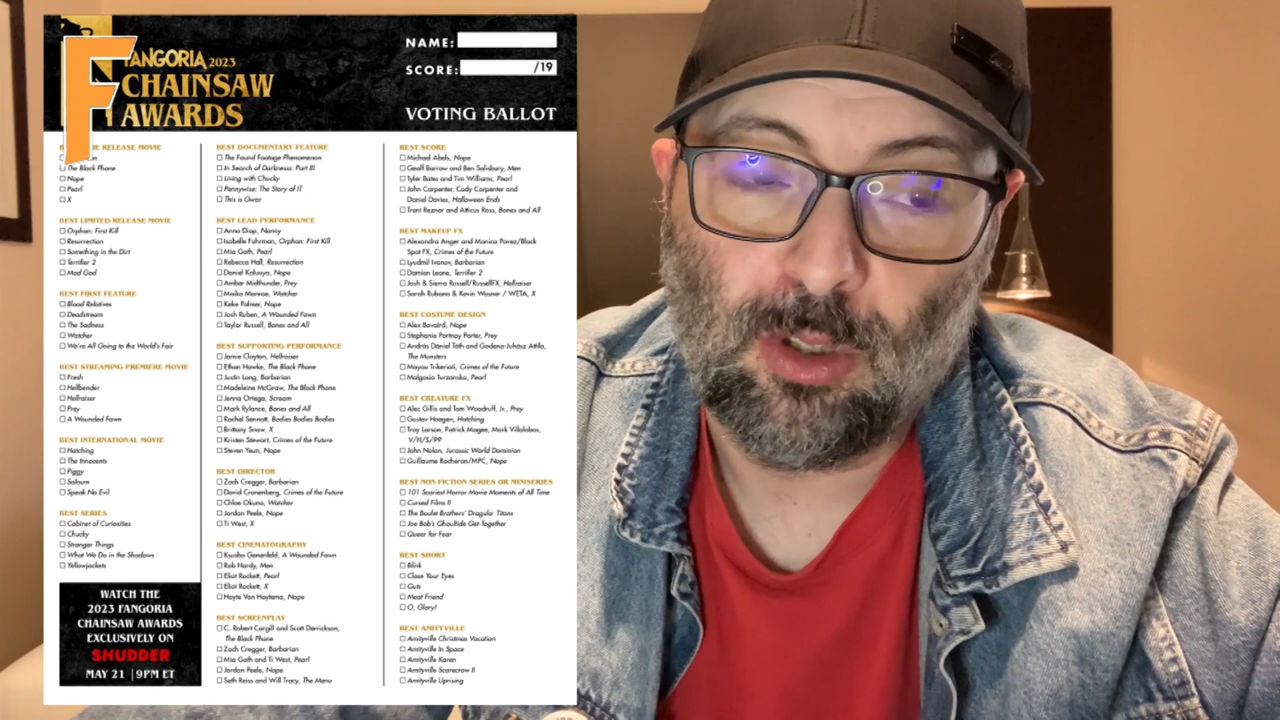 F
FANGORIA 2023
CHAINSAW
AWARDS
NAME:
SCORE: /19
VOTING BALLOT
RELEASE MOVIE
The Black Phone
Nope
Pearl
X
BEST LIMITED-RELEASE MOVIE
Orphan: First Kill
Resurrection
Something in the Dirt
Terrifier 2
Mad God
BEST FIRST FEATURE
Blood Relatives
Deadstream
The Sadness
Watcher
We're All Going to the World's Fair
BEST STREAMING PREMIERE MOVIE
Fresh
Hellbender
Hellraiser
Prey
A Wounded Fawn
BEST INTERNATIONAL MOVIE
Hatching
The Innocents
Piggy
Saloum
Speak No Evil
BEST SERIES
Cabinet of Curiosities
Chucky
Stranger Things
What We Do in the Shadows
Yellowjackets
WATCH THE
2023 FANGORIA
CHAINSAW AWARDS
EXCLUSIVELY ON
SHUDDER
MAY 21 | 9PM ET
BEST DOCUMENTARY FEATURE
The Found Footage Phenomenon
In Search of Darkness: Part III
Living with Chucky
Pennywise: The Story of IT
This is Gwar
BEST LEAD PERFORMANCE
Anna Diop, Nanny
Isabelle Fuhrman, Orphan: First Kill
Mia Goth, Pearl
Rebecca Hall, Resurrection
Daniel Kaluuya, Nope
Amber Midthunder, Prey
Maika Monroe, Watcher
Keke Palmer, Nope
Josh Ruben, A Wounded Fawn
Taylor Russell, Bones and All
BEST SUPPORTING PERFORMANCE
Jamie Clayton, Hellraiser
Ethan Hawke, The Black Phone
Justin Long, Barbarian
Madeleine McGraw, The Black Phone
Jenna Ortega, Scream
Mark Rylance, Bones and All
Rachel Sennott, Bodies Bodies Bodies
Brittany Snow, X
Kristen Stewart, Crimes of the Future
Steven Yeun, Nope
BEST DIRECTOR
Zach Cregger, Barbarian
David Cronenberg, Crimes of the Future
Chloe Okuno, Watcher
Jordan Peele, Nope
Ti West, X
BEST CINEMATOGRAPHY
Ksusha Genenfeld, A Wounded Fawn
Rob Hardy, Men
Eliot Rockett, Pearl
Eliot Rockett, X
Hoyte Van Hoytema, Nope
BEST SCREENPLAY
C. Robert Cargill and Scott Derrickson,
The Black Phone
Zach Cregger, Barbarian
Mia Goth and Ti West, Pearl
Jordan Peele, Nope
Seth Reiss and Will Tracy, The Menu
BEST SCORE
Michael Abels, Nope
Geoff Barrow and Ben Salisbury, Men
Tyler Bates and Tim Williams, Pearl
John Carpenter, Cody Carpenter and
Daniel Davies, Halloween Ends
Trent Reznor and Atticus Ross, Bones and All
BEST MAKEUP FX
Alexandra Anger and Monica Pavez/Black
Spot FX, Crimes of the Future
Lyudmil Ivanov, Barbarian
Damien Leone, Terrifier 2
Josh & Sierra Russell/RussellFX, Hellraiser
Sarah Rubano & Kevin Wasner / WETA, X
BEST COSTUME DESIGN
Alex Bovaird, Nope
Stephanie Portnoy Porter, Prey
András Dániel Tóth and Godena-Juhász Attila,
The Munsters
Mayou Trikerioti, Crimes of the Future
Malgosia Turzanska, Pearl
BEST CREATURE FX
Alec Gillis and Tom Woodruff, Jr., Prey
Gustav Hoegen, Hatching
Troy Larson, Patrick Magee, Mark Villalobos,
V/H/S/99
John Nolan, Jurassic World Dominion
Guillaume Rocheron/MPC, Nope
BEST NON-FICTION SERIES OR MINISERIES
101 Scariest Horror Movie Moments of All Time
Cursed Films II
The Boulet Brothers' Dragula: Titans
Joe Bob's Ghoultide Get-Together
Queer for Fear
BEST SHORT
Blink
Close Your Eyes
Guts
Meat Friend
O, Glory!
BEST AMITYVILLE
Amityville Christmas Vacation
Amityville In Space
Amityville Karen
Amityville Scarecrow II
Amityville Uprising